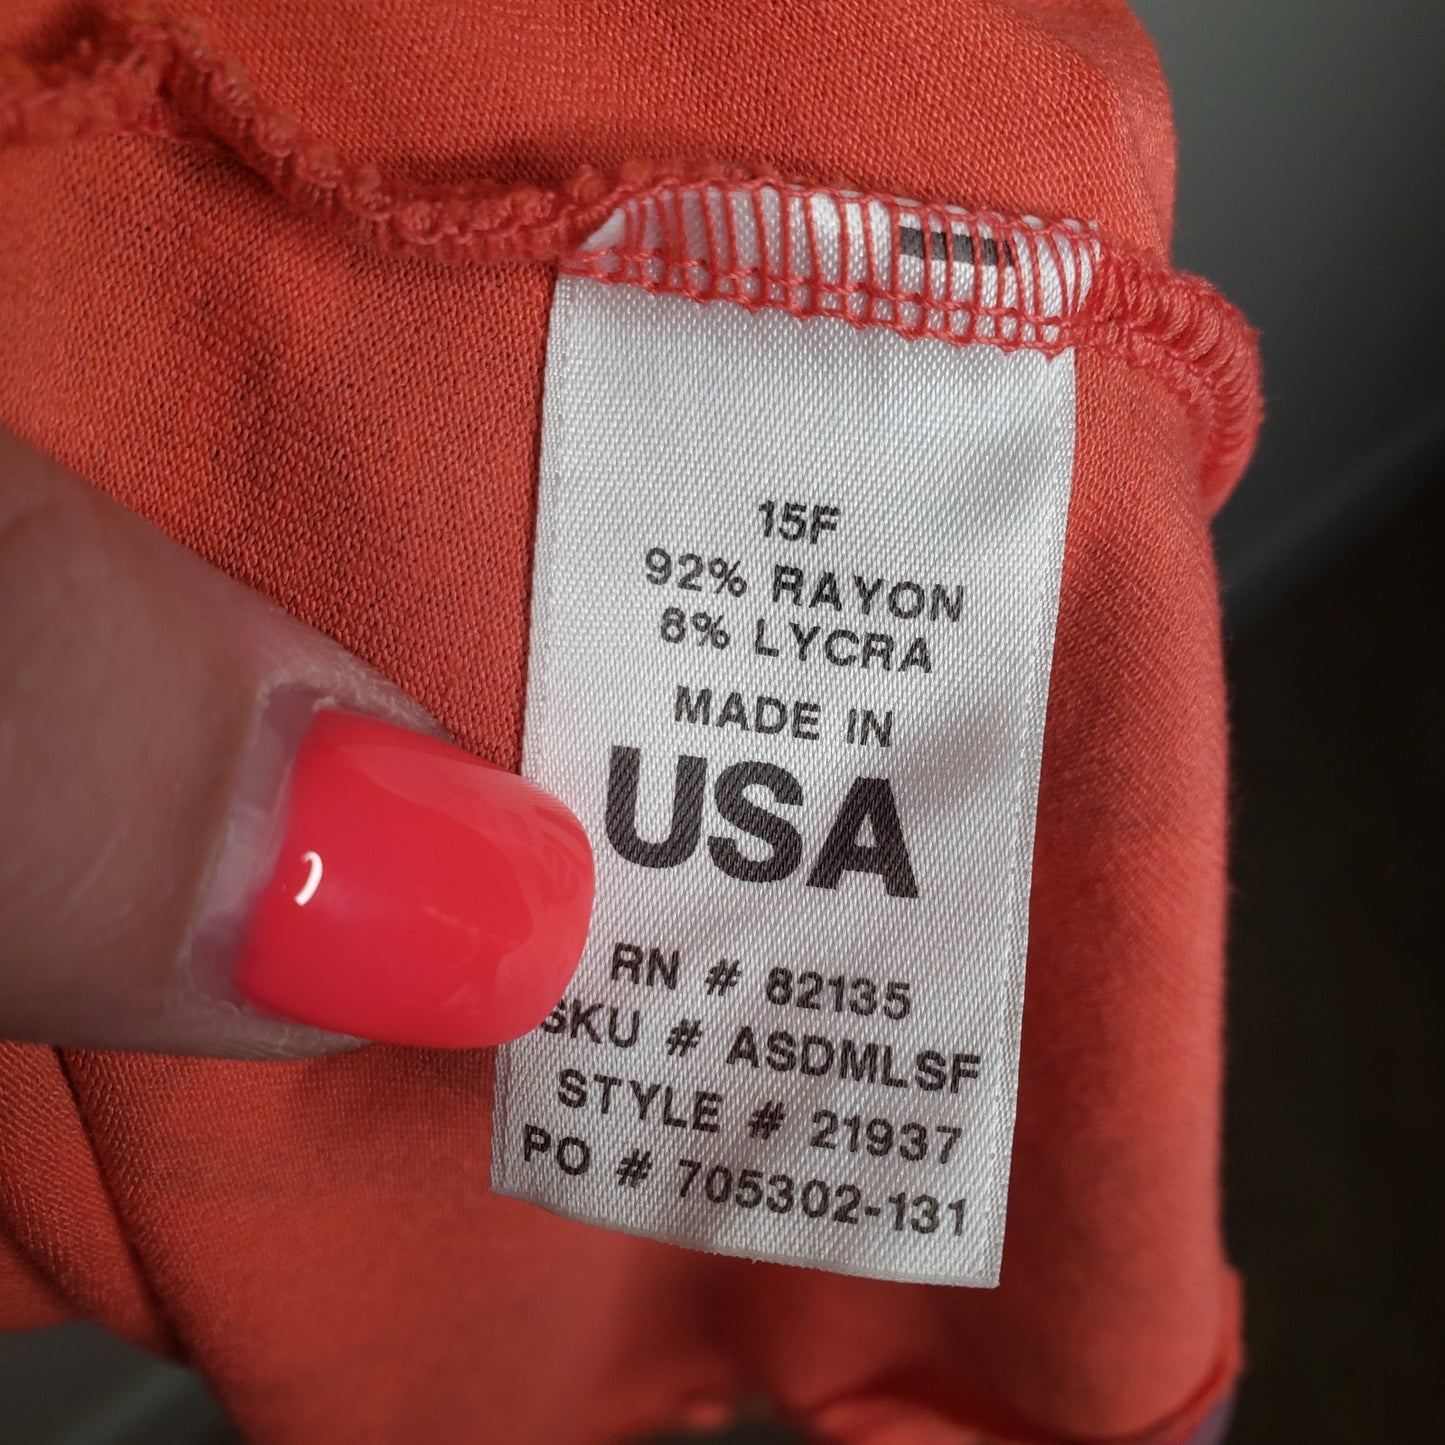 15F
92% RAYON
8% LYCRA
MADE IN
USA
RN # 82135
SKU # ASDMLSF
STYLE # 21937
PO # 705302-131